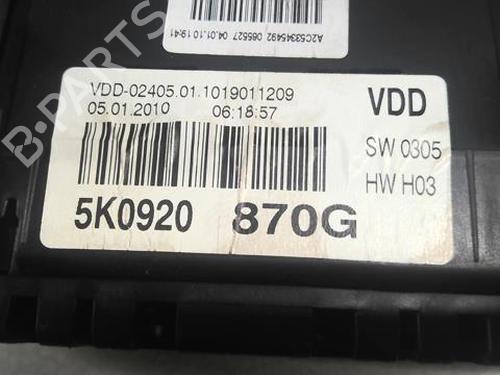 A2C53345492 065527 04.01.10 19:41
VDD-02405.01.1019011209
05.01.2010 06:18:57
VDD
SW 0305
HW H03
5K0920 870G
B-PARTS